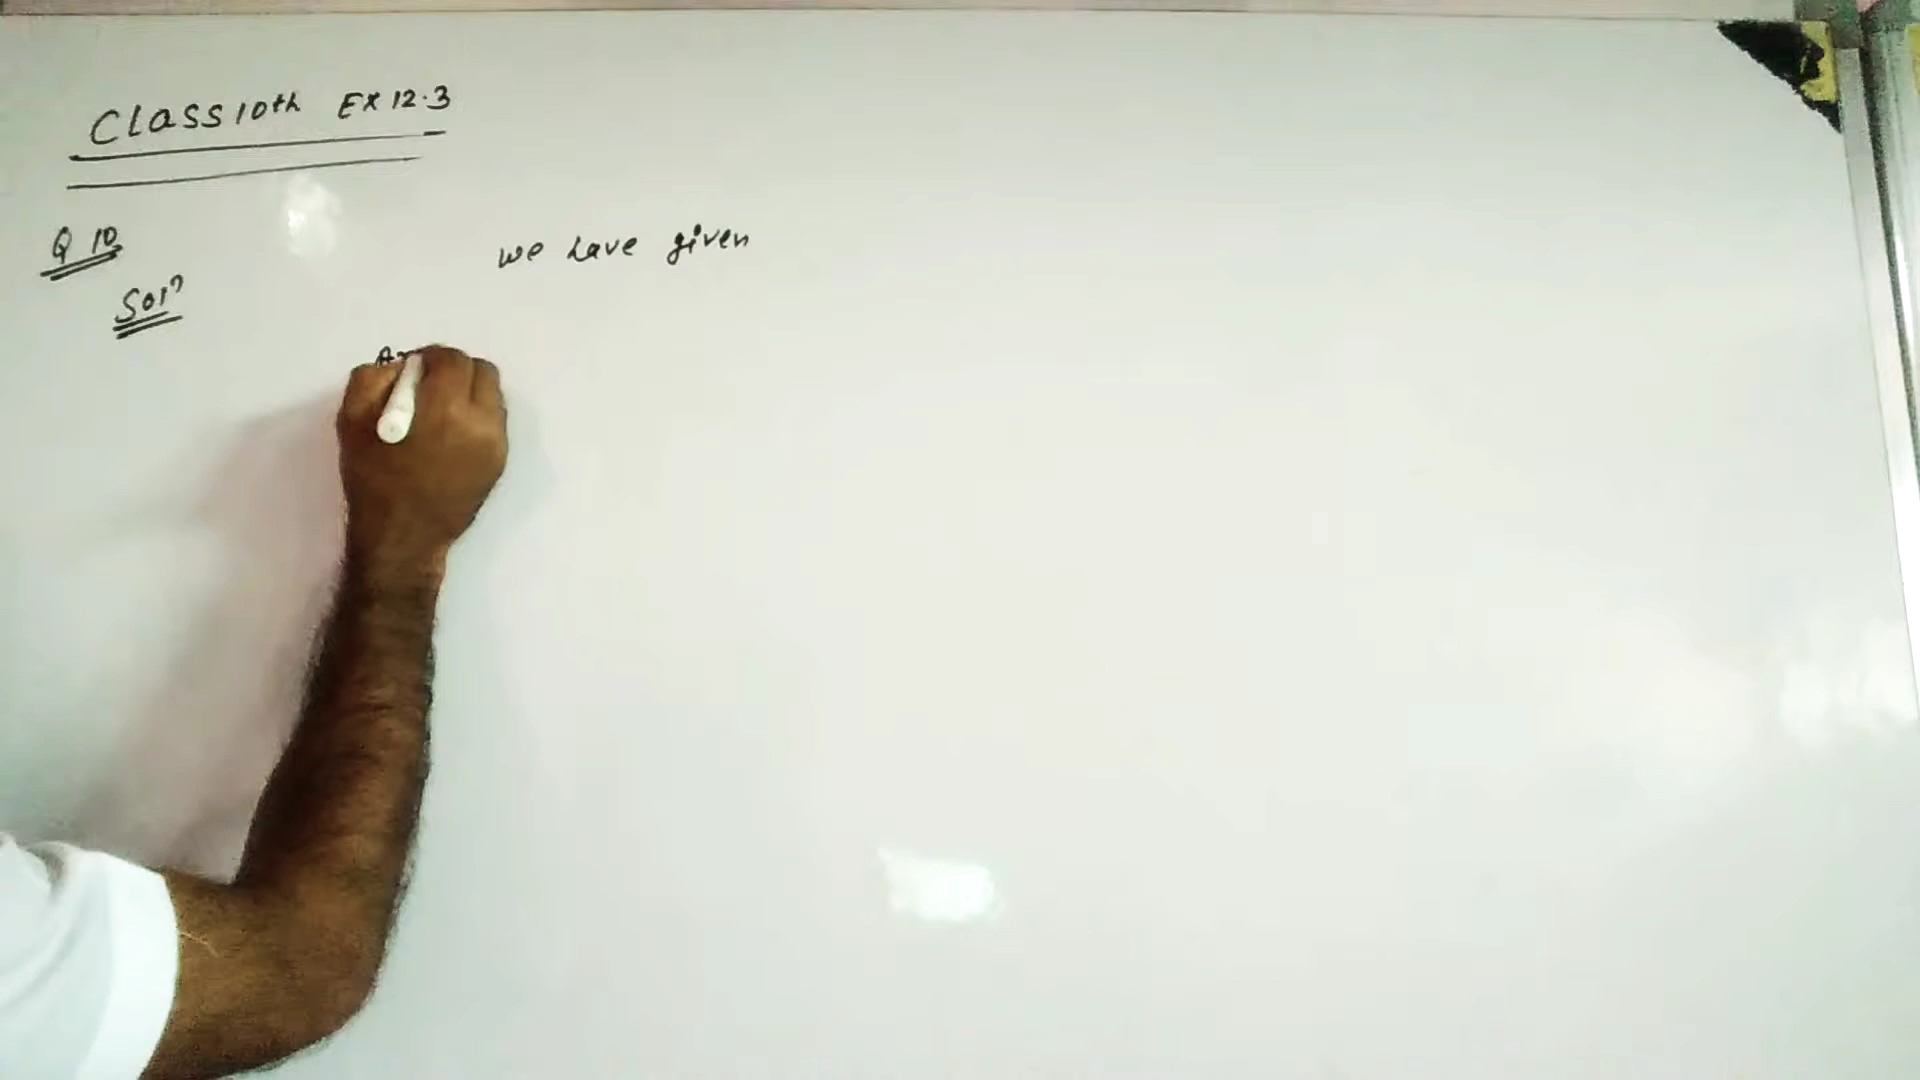 Class 10th Ex 12.3
Q 10
we have given
Solⁿ